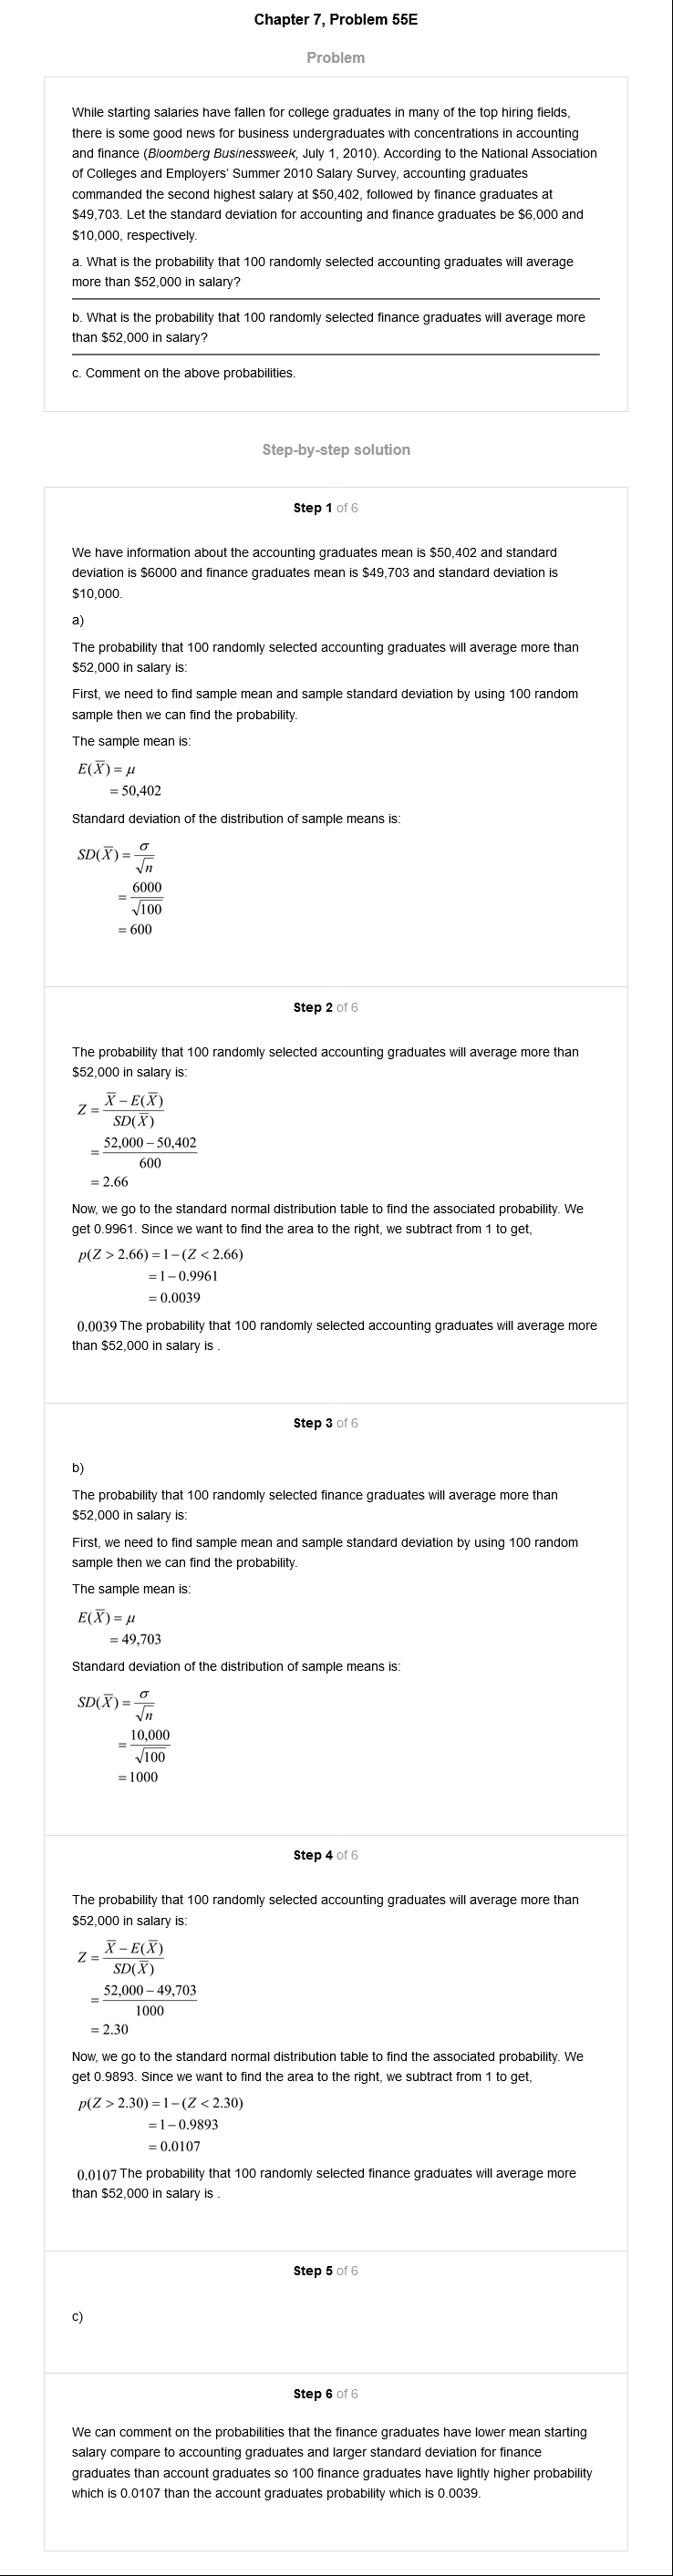 Chapter 7, Problem 55E
Problem
While starting salaries have fallen for college graduates in many of the top hiring fields,
there is some good news for business undergraduates with concentrations in accounting
and finance (Bloomberg Businessweek, July 1, 2010). According to the National Association
of Colleges and Employers' Summer 2010 Salary Survey, accounting graduates
commanded the second highest salary at $50,402, followed by finance graduates at
$49,703. Let the standard deviation for accounting and finance graduates be $6,000 and
$10,000, respectively.
a. What is the probability that 100 randomly selected accounting graduates will average
more than $52,000 in salary?
b. What is the probability that 100 randomly selected finance graduates will average more
than $52,000 in salary?
c. Comment on the above probabilities.
Step-by-step solution
Step 1 of 6
We have information about the accounting graduates mean is $50,402 and standard
deviation is $6000 and finance graduates mean is $49,703 and standard deviation is
$10,000.
a)
The probability that 100 randomly selected accounting graduates will average more than
$52,000 in salary is:
First, we need to find sample mean and sample standard deviation by using 100 random
sample then we can find the probability.
The sample mean is:
E(X̅) = μ
= 50,402
Standard deviation of the distribution of sample means is:
SD(X̅) = σ/√n
= 6000/√100
= 600
Step 2 of 6
The probability that 100 randomly selected accounting graduates will average more than
$52,000 in salary is:
Z = X̅ – E(X̅)/SD(X̅)
= 52,000 – 50,402/600
= 2.66
Now, we go to the standard normal distribution table to find the associated probability. We
get 0.9961. Since we want to find the area to the right, we subtract from 1 to get,
p(Z > 2.66) = 1 – (Z < 2.66)
= 1 – 0.9961
= 0.0039
0.0039 The probability that 100 randomly selected accounting graduates will average more
than $52,000 in salary is .
Step 3 of 6
b)
The probability that 100 randomly selected finance graduates will average more than
$52,000 in salary is:
First, we need to find sample mean and sample standard deviation by using 100 random
sample then we can find the probability.
The sample mean is:
E(X̅) = μ
= 49,703
Standard deviation of the distribution of sample means is:
SD(X̅) = σ/√n
= 10,000/√100
= 1000
Step 4 of 6
The probability that 100 randomly selected accounting graduates will average more than
$52,000 in salary is:
Z = X̅ – E(X̅)/SD(X̅)
= 52,000 – 49,703/1000
= 2.30
Now, we go to the standard normal distribution table to find the associated probability. We
get 0.9893. Since we want to find the area to the right, we subtract from 1 to get,
p(Z > 2.30) = 1 – (Z < 2.30)
= 1 – 0.9893
= 0.0107
0.0107 The probability that 100 randomly selected finance graduates will average more
than $52,000 in salary is .
Step 5 of 6
c)
Step 6 of 6
We can comment on the probabilities that the finance graduates have lower mean starting
salary compare to accounting graduates and larger standard deviation for finance
graduates than account graduates so 100 finance graduates have lightly higher probability
which is 0.0107 than the account graduates probability which is 0.0039.